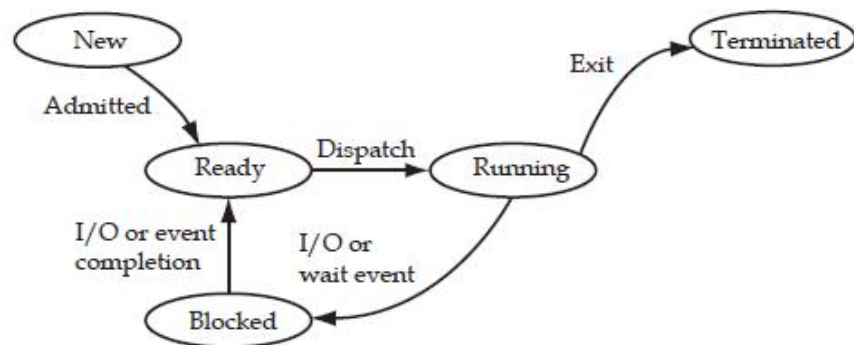 New
Terminated
Exit
Admitted
Dispatch
Ready
Running
I/O or event
completion
I/O or
wait event
Blocked